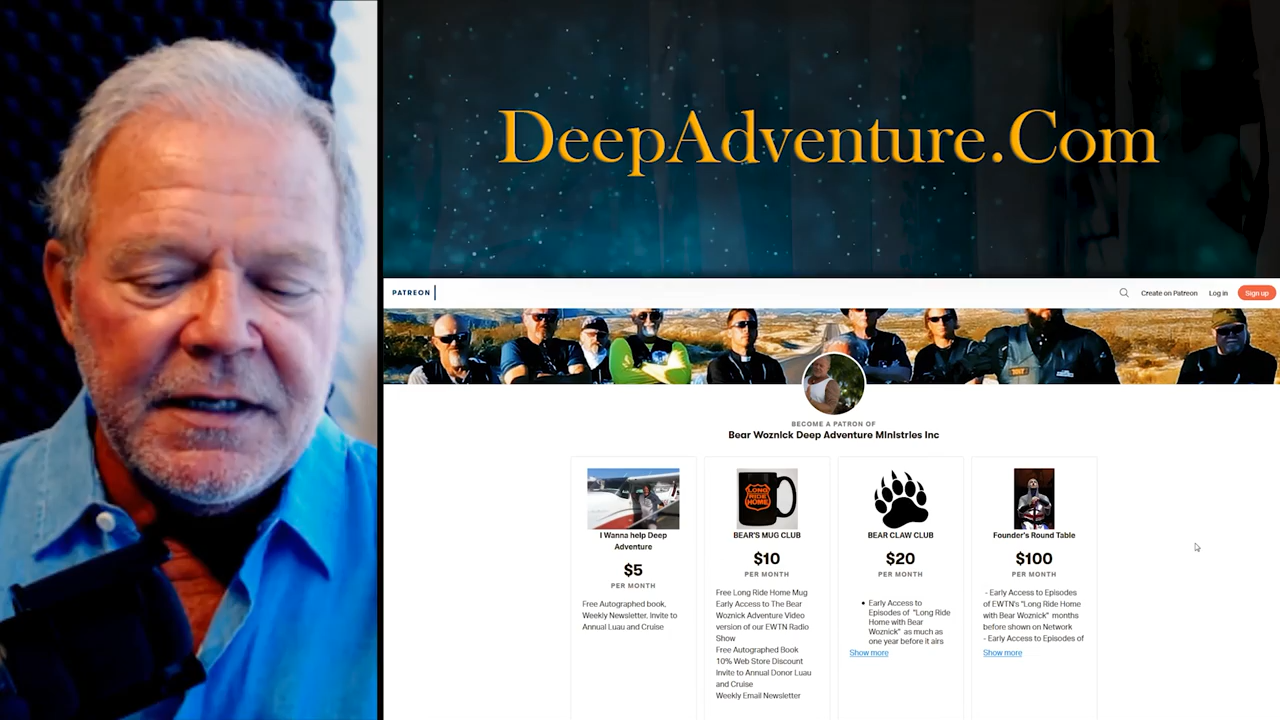 DeepAdventure.Com
PATREON
Create on Patreon
Log in
Sign up
BECOME A PATRON OF
Bear Woznick Deep Adventure Ministries Inc
I Wanna help Deep
Adventure
$5
PER MONTH
Free Autographed book,
Weekly Newsletter, Invite to
Annual Luau and Cruise
LONG
RIDE
HOME
BEAR'S MUG CLUB
$10
PER MONTH
Free Long Ride Home Mug
Early Access to The Bear
Woznick Adventure Video
version of our EWTN Radio
Show
Free Autographed Book
10% Web Store Discount
Invite to Annual Donor Luau
and Cruise
Weekly Email Newsletter
BEAR CLAW CLUB
$20
PER MONTH
• Early Access to
Episodes of "Long Ride
Home with Bear
Woznick" as much as
one year before it airs
Show more
Founder's Round Table
$100
PER MONTH
- Early Access to Episodes
of EWTN's "Long Ride Home
with Bear Woznick" months
before shown on Network
- Early Access to Episodes of
Show more